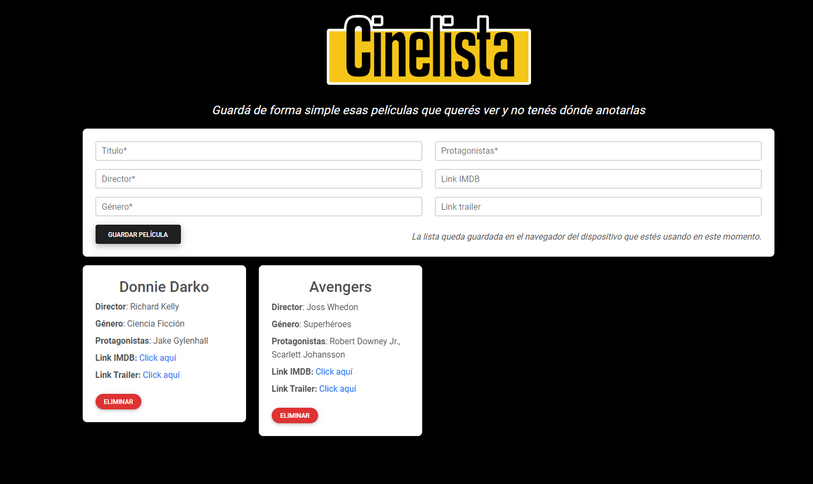 Cinelista
Guardá de forma simple esas películas que querés ver y no tenés dónde anotarlas
Titulo*
Protagonistas*
Director*
Link IMDB
Género*
Link trailer
GUARDAR PELÍCULA
La lista queda guardada en el navegador del dispositivo que estés usando en este momento.
Donnie Darko
Director: Richard Kelly
Género: Ciencia Ficción
Protagonistas: Jake Gylenhall
Link IMDB: Click aquí
Link Trailer: Click aquí
ELIMINAR
Avengers
Director: Joss Whedon
Género: Superhéroes
Protagonistas: Robert Downey Jr.,
Scarlett Johansson
Link IMDB: Click aquí
Link Trailer: Click aquí
ELIMINAR